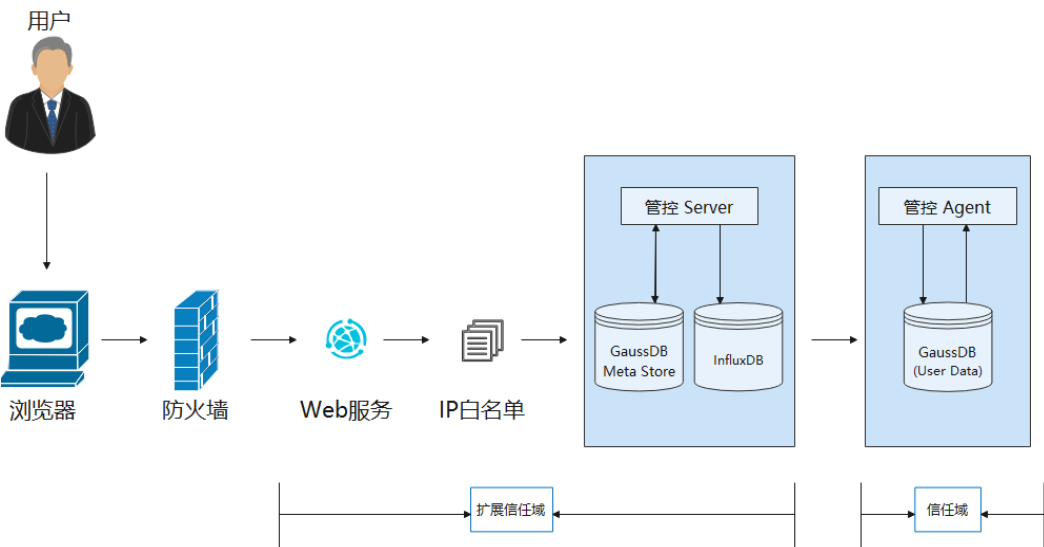 用户
管控 Server
管控 Agent
GaussDB
Meta Store
InfluxDB
GaussDB
(User Data)
浏览器
防火墙
Web服务
IP白名单
扩展信任域
信任域